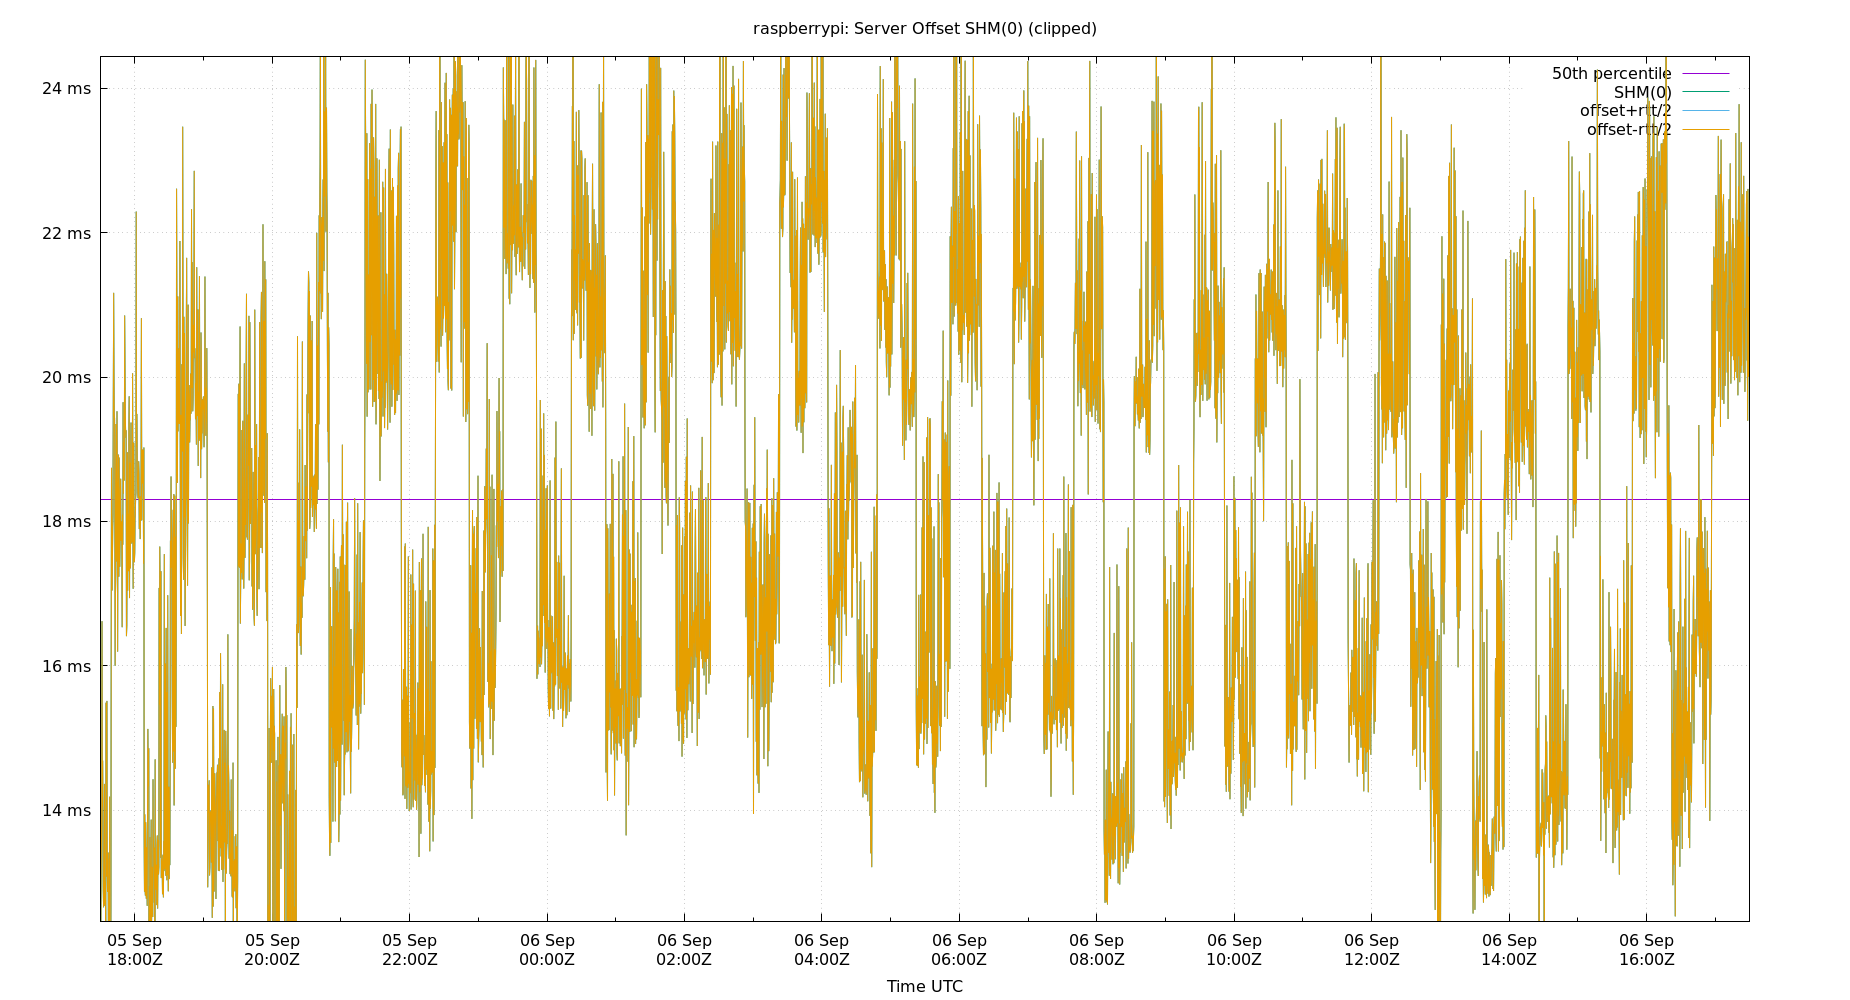 raspberrypi: Server Offset SHM(0) (clipped)
50th percentile
SHM(0)
offset+rtt/2
offset-rtt/2
24 ms
22 ms
20 ms
18 ms
16 ms
14 ms
05 Sep 05 Sep 05 Sep 06 Sep 06 Sep 06 Sep 06 Sep 06 Sep 06 Sep 06 Sep 06 Sep 06 Sep
18:00Z 20:00Z 22:00Z 00:00Z 02:00Z 04:00Z 06:00Z 08:00Z 10:00Z 12:00Z 14:00Z 16:00Z
Time UTC